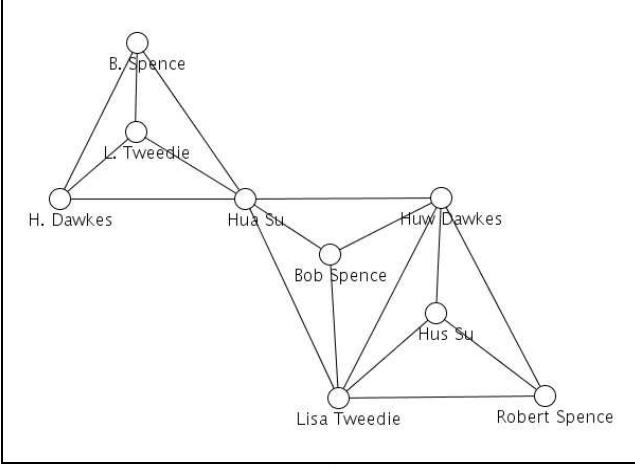 B. Spence
L. Tweedie
H. Dawkes
Hua Su
Huw Dawkes
Bob Spence
Hus Su
Lisa Tweedie
Robert Spence